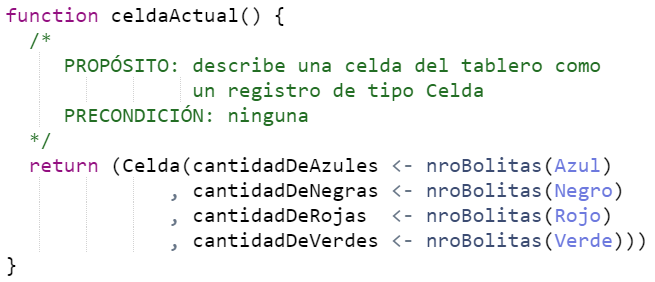 function celdaActual() {
/*
PROPÓSITO: describe una celda del tablero como
un registro de tipo Celda
PRECONDICIÓN: ninguna
*/
return (Celda(cantidadDeAzules <- nroBolitas(Azul)
, cantidadDeNegras <- nroBolitas(Negro)
, cantidadDeRojas <- nroBolitas(Rojo)
, cantidadDeVerdes <- nroBolitas(Verde)))
}